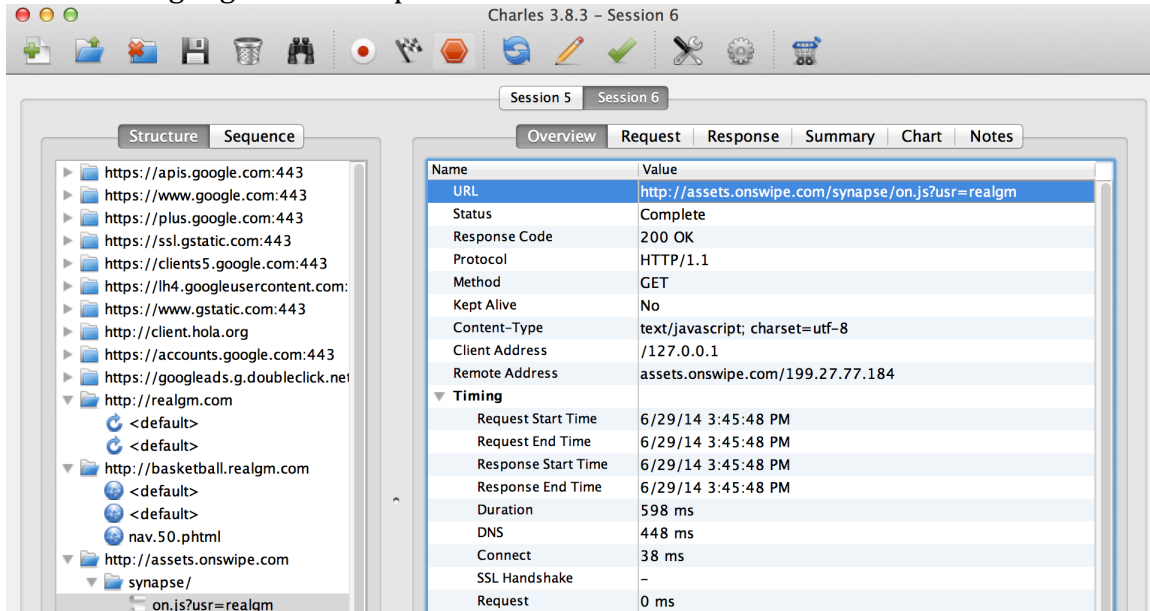 Charles 3.8.3 – Session 6
Session 5 Session 6
Structure Sequence
https://apis.google.com:443
https://www.google.com:443
https://plus.google.com:443
https://ssl.gstatic.com:443
https://clients5.google.com:443
https://lh4.googleusercontent.com:
https://www.gstatic.com:443
http://client.hola.org
https://accounts.google.com:443
https://googleads.g.doubleclick.net
http://realgm.com
<default>
<default>
http://basketball.realgm.com
<default>
<default>
nav.50.phtml
http://assets.onswipe.com
synapse/
on.js?usr=realgm
Overview Request Response Summary Chart Notes
Name Value
URL http://assets.onswipe.com/synapse/on.js?usr=realgm
Status Complete
Response Code 200 OK
Protocol HTTP/1.1
Method GET
Kept Alive No
Content-Type text/javascript; charset=utf-8
Client Address /127.0.0.1
Remote Address assets.onswipe.com/199.27.77.184
Timing
Request Start Time 6/29/14 3:45:48 PM
Request End Time 6/29/14 3:45:48 PM
Response Start Time 6/29/14 3:45:48 PM
Response End Time 6/29/14 3:45:48 PM
Duration 598 ms
DNS 448 ms
Connect 38 ms
SSL Handshake –
Request 0 ms